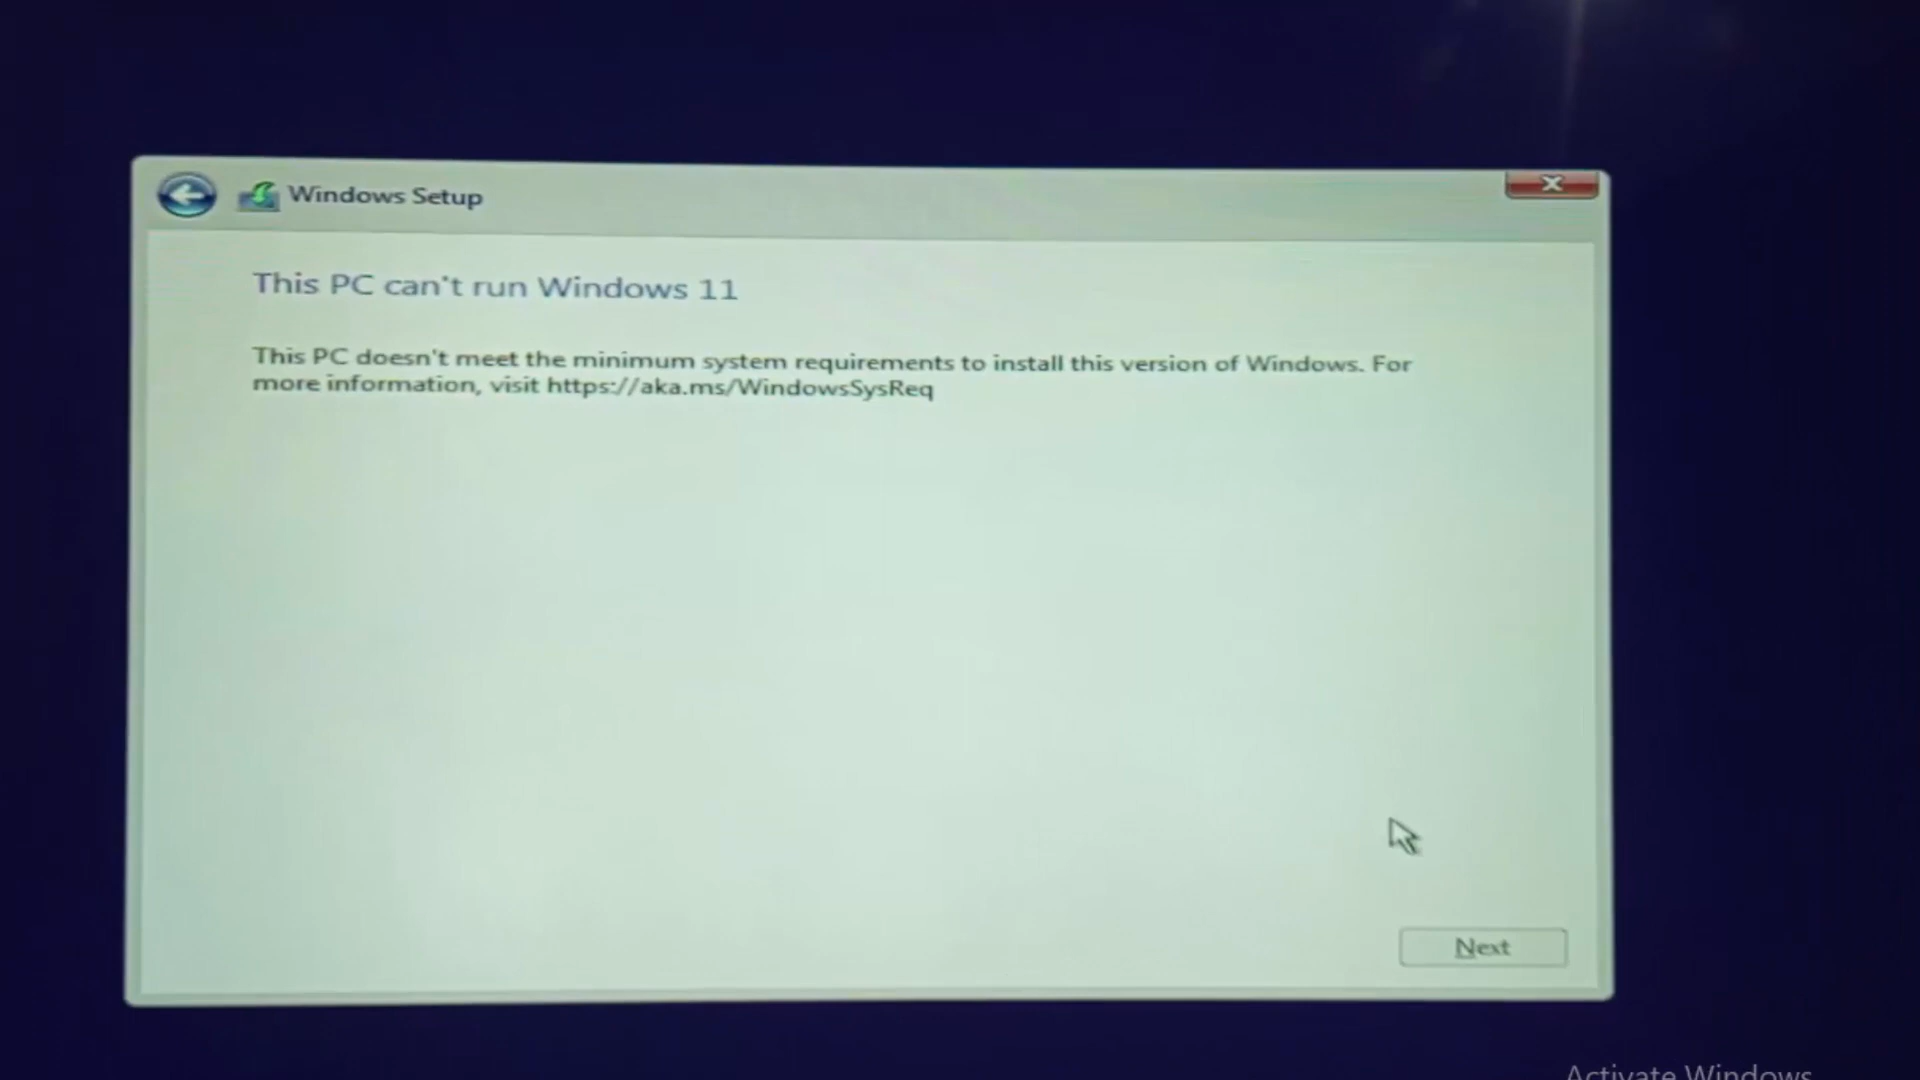 Windows Setup
This PC can't run Windows 11
This PC doesn't meet the minimum system requirements to install this version of Windows. For
more information, visit https://aka.ms/WindowsSysReq
Next
Activate Windows